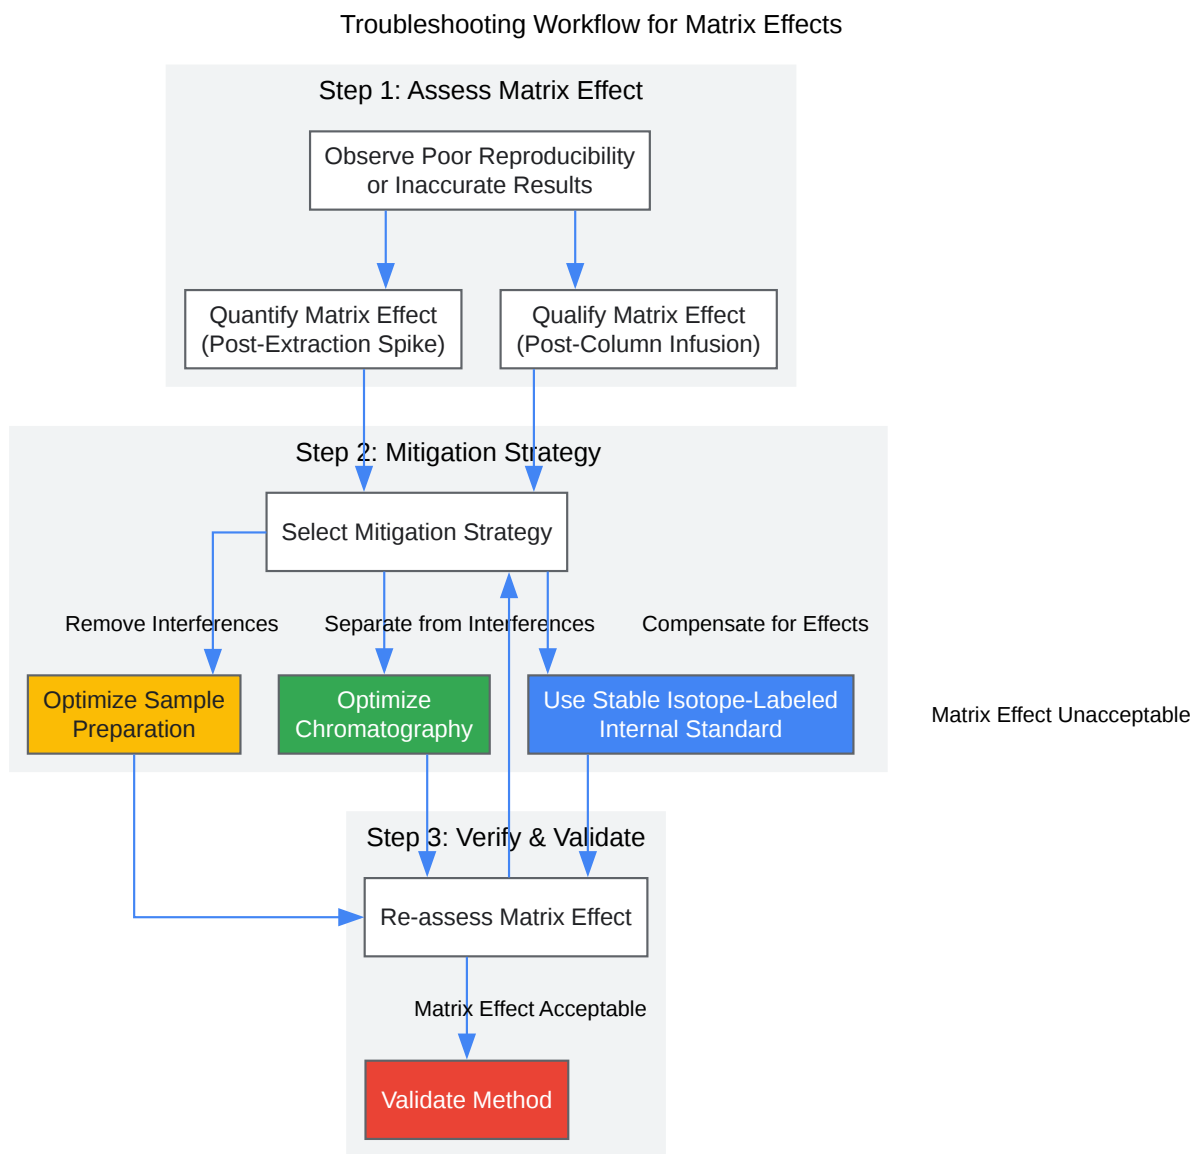 Troubleshooting Workflow for Matrix Effects
Step 1: Assess Matrix Effect
Observe Poor Reproducibility
or Inaccurate Results
Quantify Matrix Effect
(Post-Extraction Spike)
Qualify Matrix Effect
(Post-Column Infusion)
Step 2: Mitigation Strategy
Select Mitigation Strategy
Remove Interferences
Separate from Interferences
Compensate for Effects
Optimize Sample
Preparation
Optimize
Chromatography
Use Stable Isotope-Labeled
Internal Standard
Matrix Effect Unacceptable
Step 3: Verify & Validate
Re-assess Matrix Effect
Matrix Effect Acceptable
Validate Method